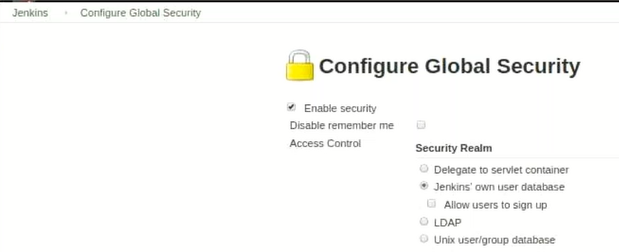 Jenkins › Configure Global Security
Configure Global Security
Enable security
Disable remember me
Access Control
Security Realm
Delegate to servlet container
Jenkins' own user database
Allow users to sign up
LDAP
Unix user/group database